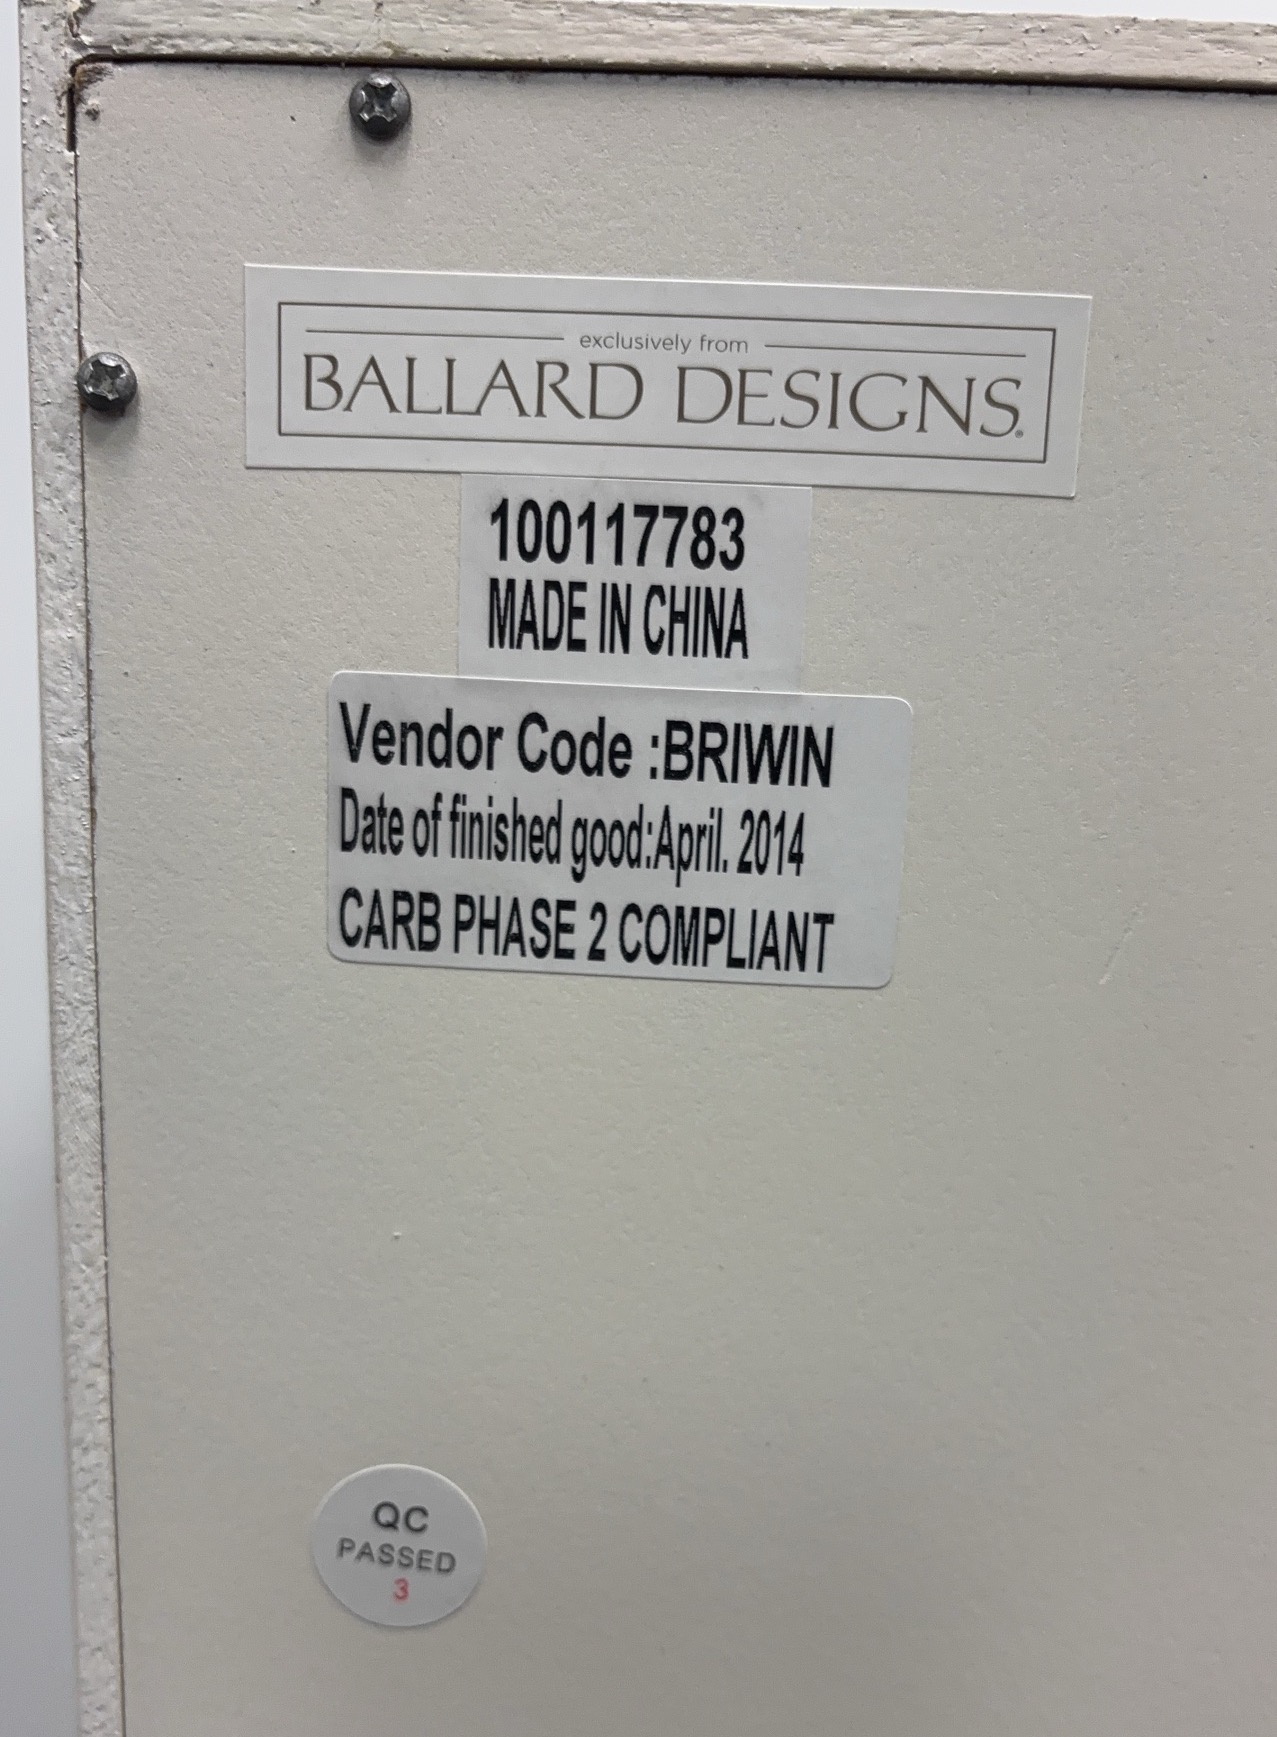 exclusively from
BALLARD DESIGNS®
100117783
MADE IN CHINA
Vendor Code :BRIWIN
Date of finished good:April. 2014
CARB PHASE 2 COMPLIANT
QC
PASSED
3